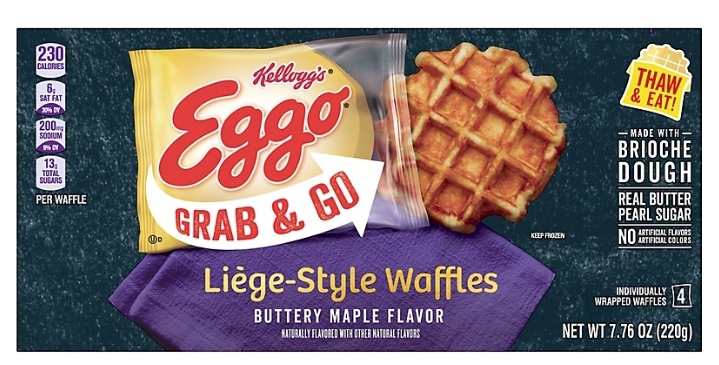 230
CALORIES
6g
SAT FAT
30% DV
200mg
SODIUM
9% DV
13g
TOTAL
SUGARS
PER WAFFLE
Kellogg's®
Eggo®
GRAB & GO
THAW
& EAT!
MADE WITH
BRIOCHE
DOUGH
REAL BUTTER
PEARL SUGAR
NO ARTIFICIAL FLAVORS
ARTIFICIAL COLORS
KEEP FROZEN
Liège-Style Waffles
BUTTERY MAPLE FLAVOR
NATURALLY FLAVORED WITH OTHER NATURAL FLAVORS
INDIVIDUALLY
WRAPPED WAFFLES 4
NET WT 7.76 OZ (220g)